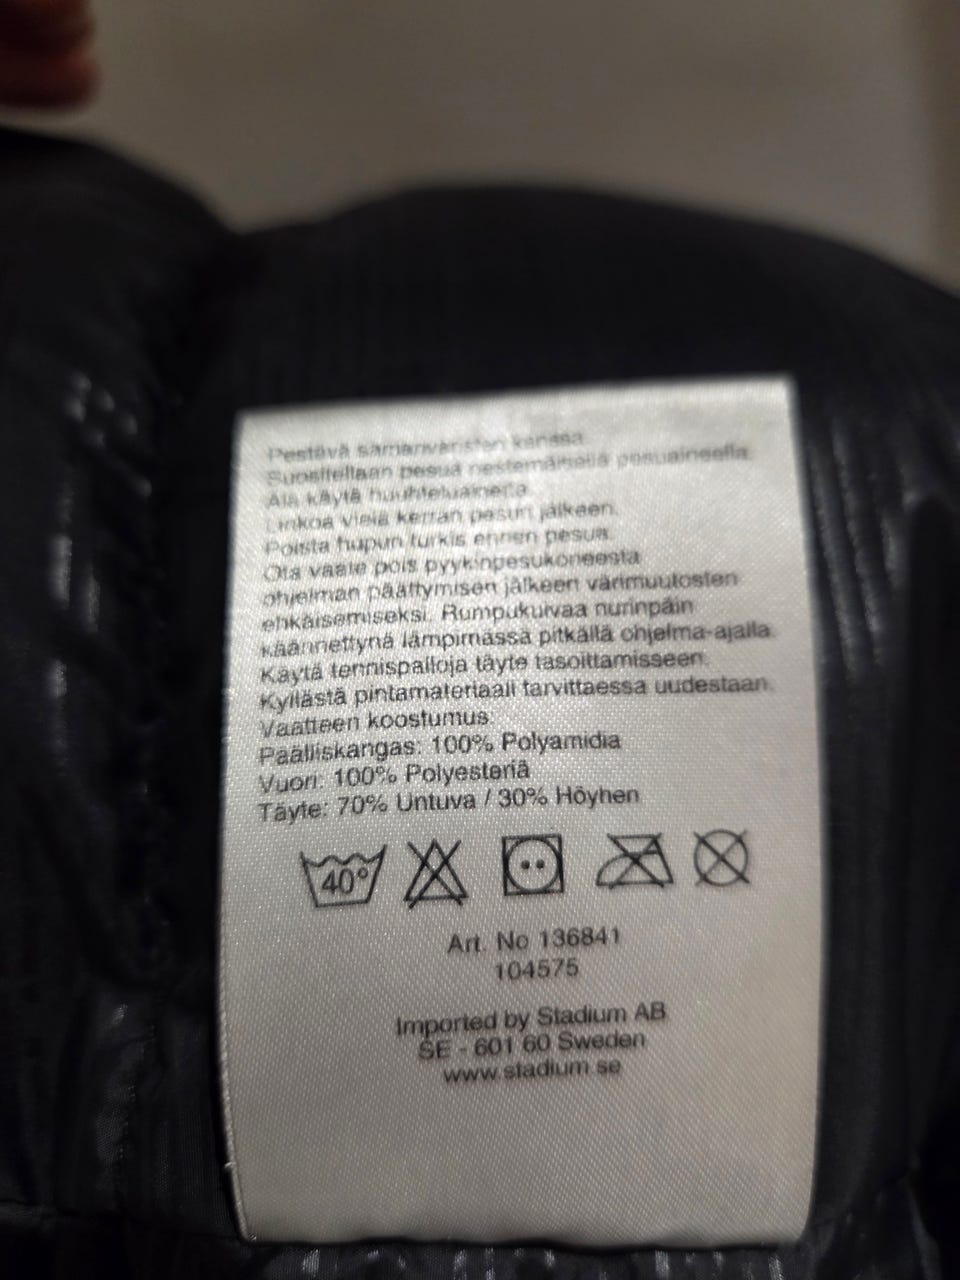 Pestävä samanväristen kanssa.
Suositellaan pesua nestemäisellä pesuaineella.
Älä käytä huuhteluainetta.
Linkoa vielä kerran pesun jälkeen.
Poista hupun turkis ennen pesua.
Ota vaate pois pyykinpesukoneesta
ohjelman päättymisen jälkeen värimuutosten
ehkäisemiseksi. Rumpukuivaa nurinpäin
käännettynä lämpimässä pitkällä ohjelma-ajalla.
Käytä tennispalloja täyte tasoittamisseen.
Kyllästä pintamateriaali tarvittaessa uudestaan.
Vaatteen koostumus:
Päälliskangas: 100% Polyamidia
Vuori: 100% Polyesteriä
Täyte: 70% Untuva / 30% Höyhen
40°
Art. No 136841
104575
Imported by Stadium AB
SE - 601 60 Sweden
www.stadium.se